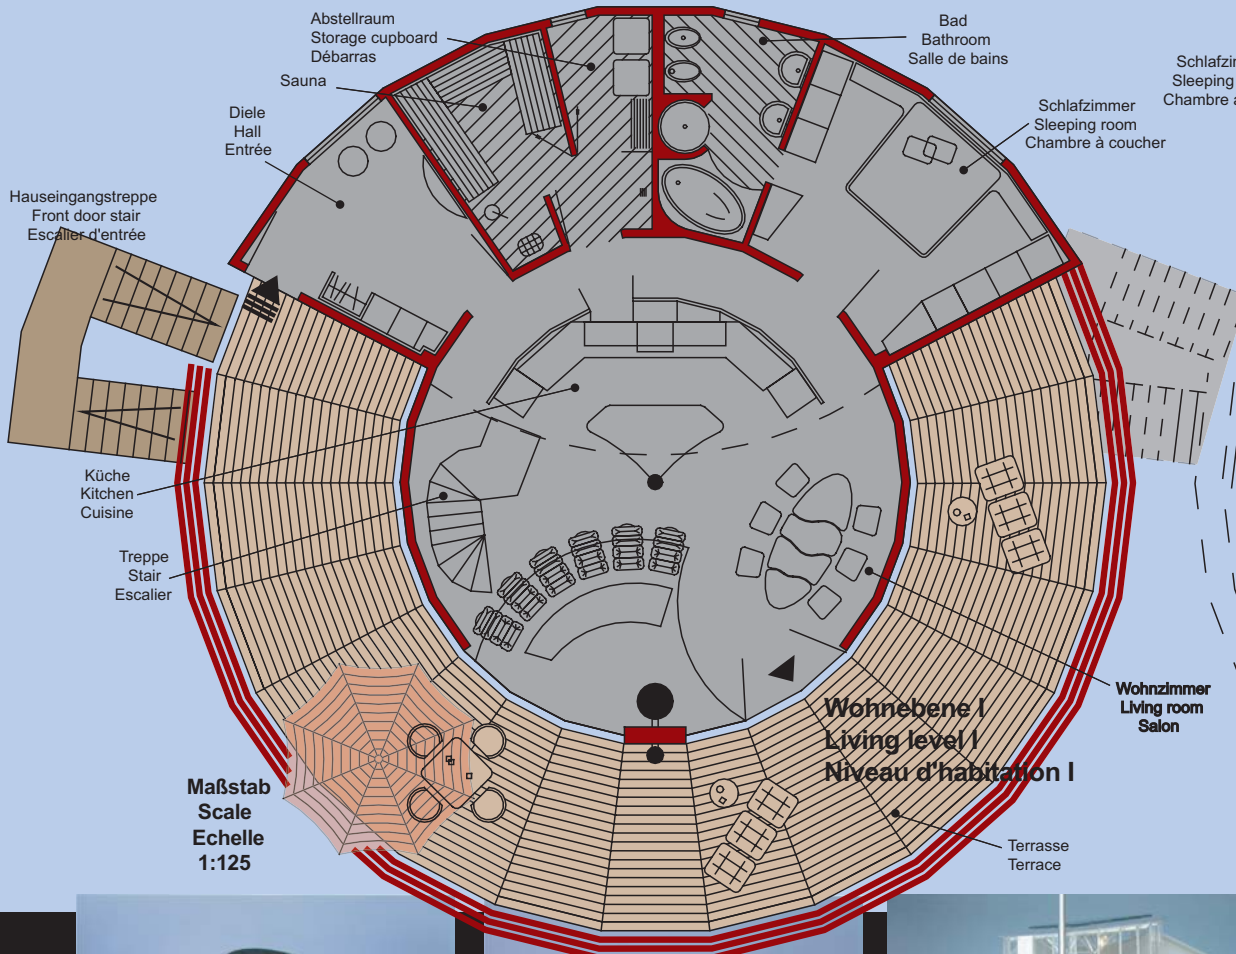 Abstellraum
Storage cupboard
Débarras
Sauna
Diele
Hall
Entrée
Hauseingangstreppe
Front door stair
Escalier d'entrée
Bad
Bathroom
Salle de bains
Schlafzimmer
Sleeping room
Chambre à coucher
Sleeping
Chambre
Küche
Kitchen
Cuisine
Treppe
Stair
Escalier
Wohnzimmer
Living room
Salon
Wohnebene I
Living level I
Niveau d'habitation I
Maßstab
Scale
Echelle
1:125
Terrasse
Terrace